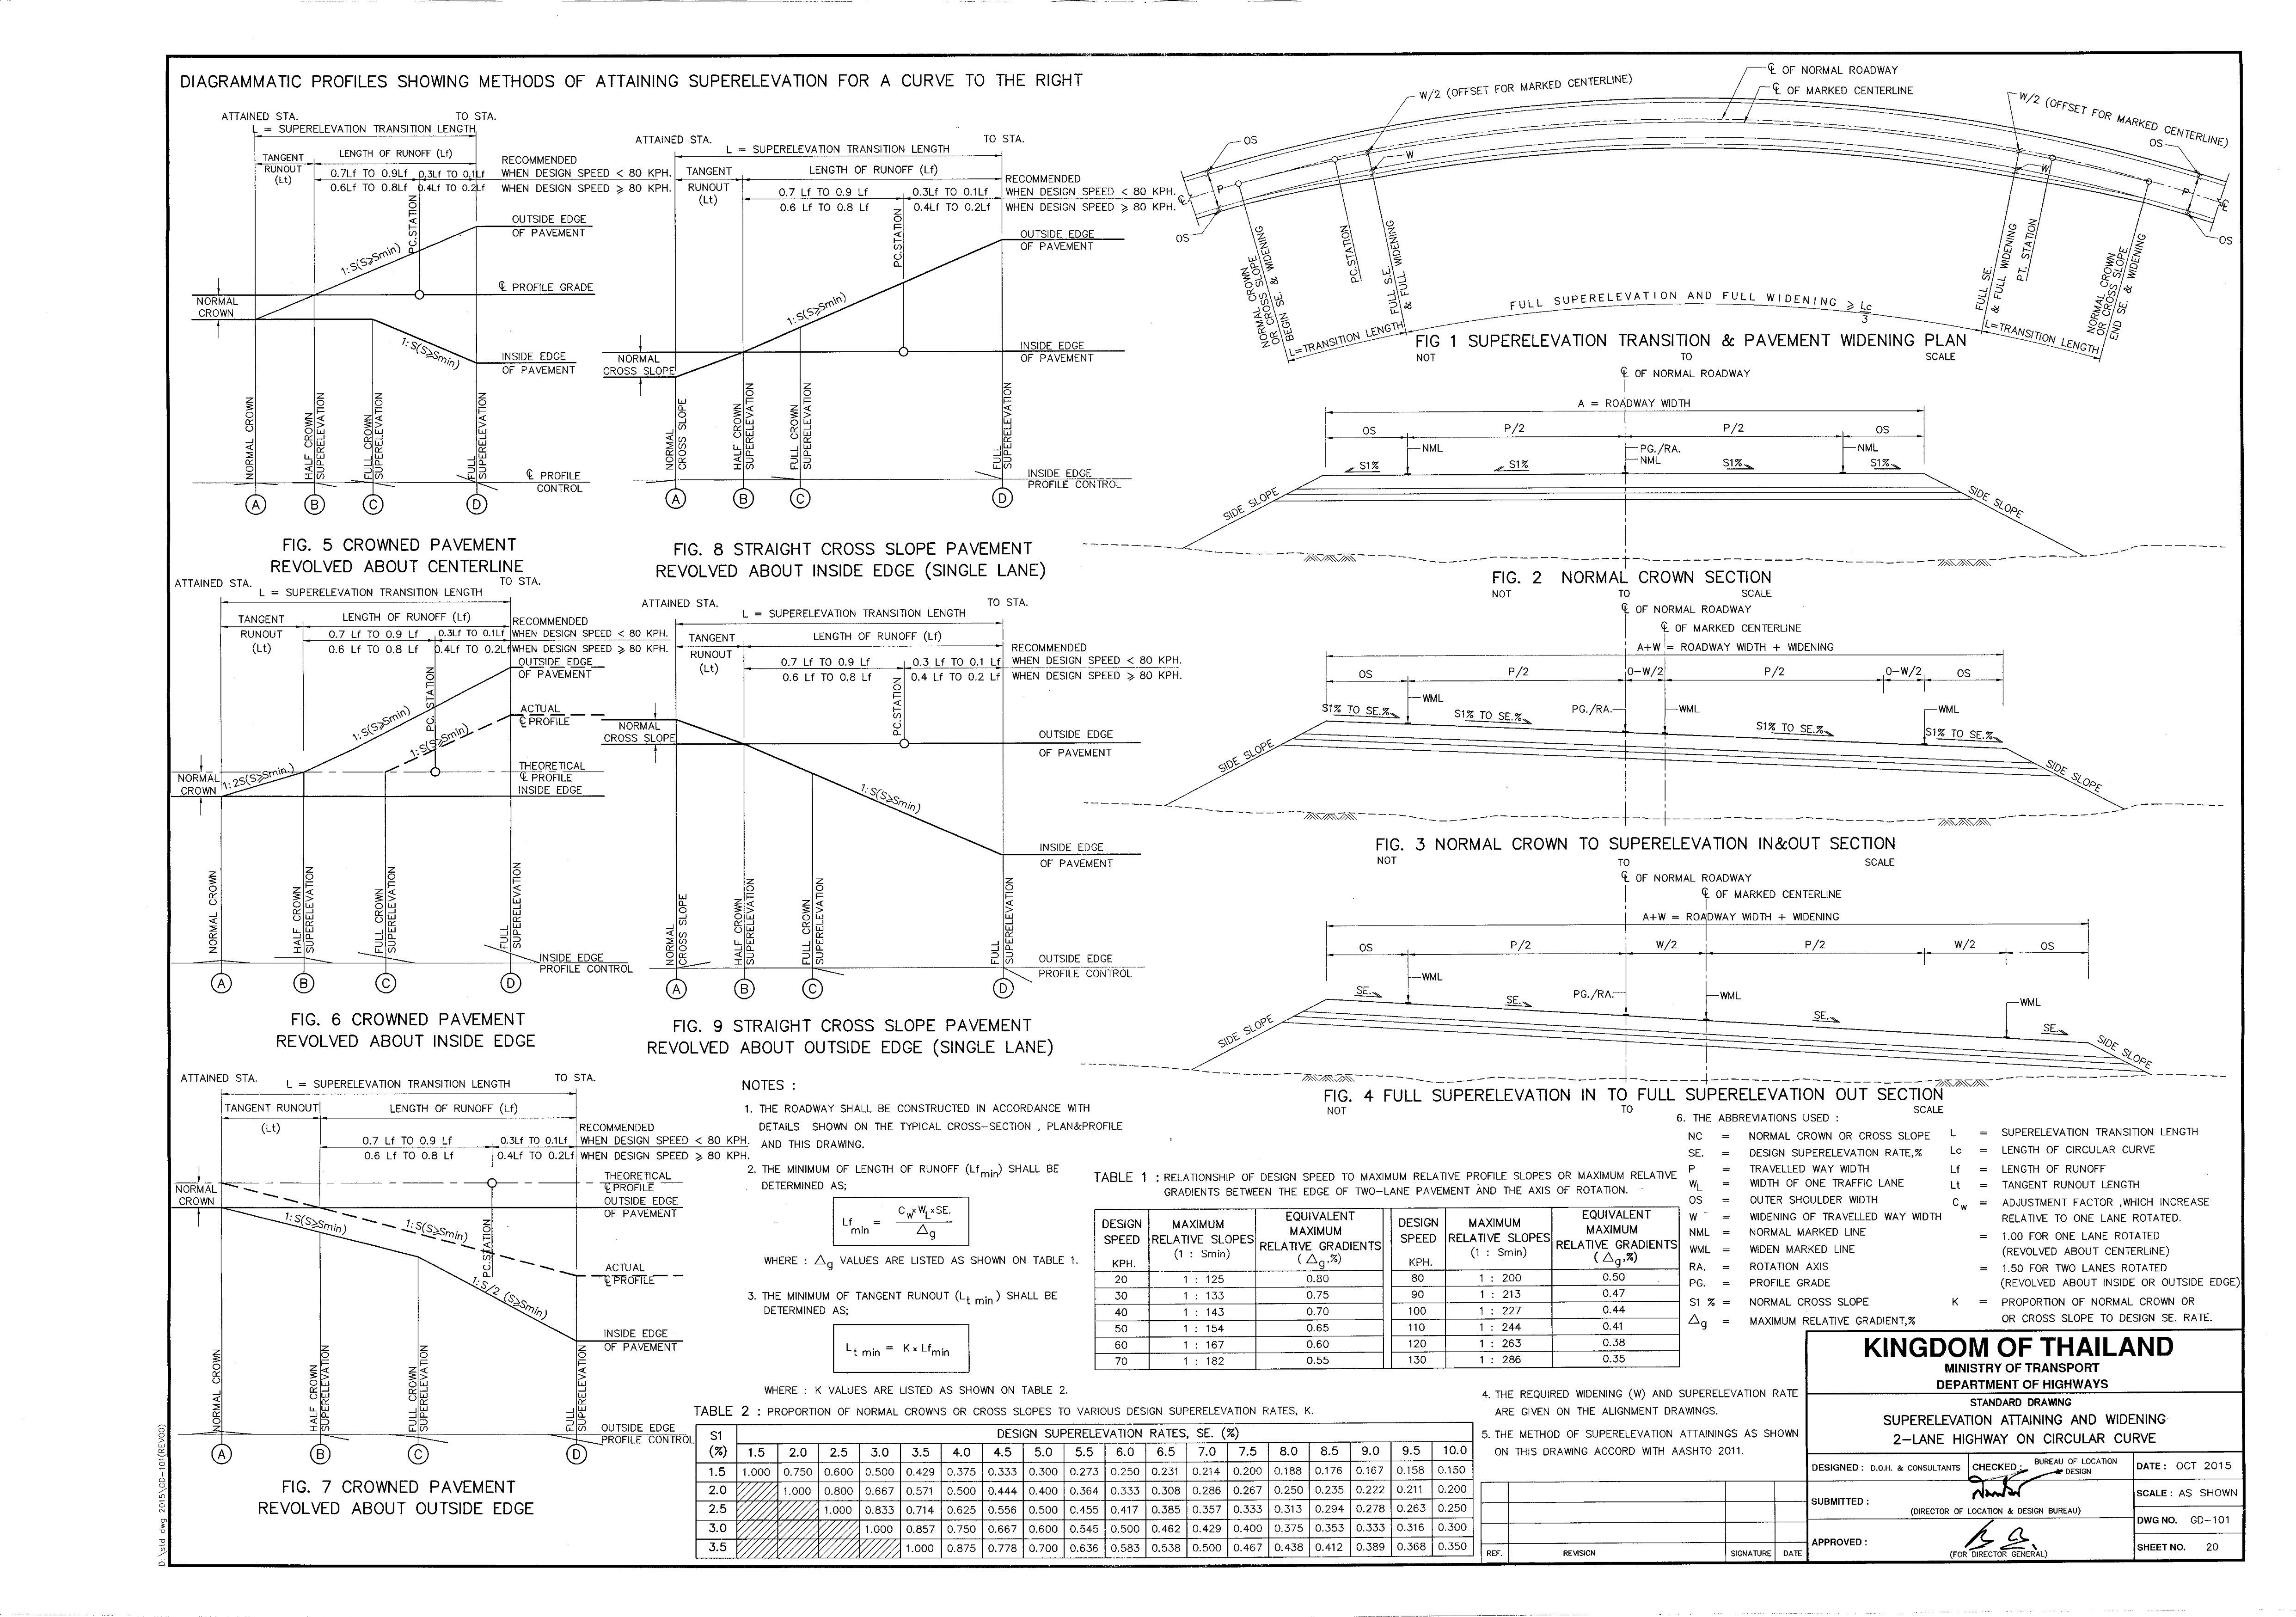 DIAGRAMMATIC PROFILES SHOWING METHODS OF ATTAINING SUPERELEVATION FOR A CURVE TO THE RIGHT
ATTAINED STA.
TO STA.
L = SUPERELEVATION TRANSITION LENGTH
TANGENT
RUNOUT
(Lt)
LENGTH OF RUNOFF (Lf)
0.7Lf TO 0.9Lf
0.3Lf TO 0.1Lf
0.6Lf TO 0.8Lf
0.4Lf TO 0.2Lf
RECOMMENDED
WHEN DESIGN SPEED < 80 KPH.
WHEN DESIGN SPEED ⩾ 80 KPH.
PC.STATION
OUTSIDE EDGE
OF PAVEMENT
1:S(S⩾Smin)
℄ PROFILE GRADE
NORMAL
CROWN
1:S(S⩾Smin)
INSIDE EDGE
OF PAVEMENT
NORMAL CROWN
HALF CROWN
SUPERELEVATION
FULL CROWN
SUPERELEVATION
FULL
SUPERELEVATION
℄ PROFILE
CONTROL
A
B
C
D
FIG. 5 CROWNED PAVEMENT
REVOLVED ABOUT CENTERLINE
ATTAINED STA.
TO STA.
L = SUPERELEVATION TRANSITION LENGTH
TANGENT
RUNOUT
(Lt)
LENGTH OF RUNOFF (Lf)
0.7 Lf TO 0.9 Lf
0.3Lf TO 0.1Lf
0.6 Lf TO 0.8 Lf
0.4Lf TO 0.2Lf
RECOMMENDED
WHEN DESIGN SPEED < 80 KPH.
WHEN DESIGN SPEED ⩾ 80 KPH.
PC.STATION
OUTSIDE EDGE
OF PAVEMENT
1:S(S⩾Smin)
NORMAL
CROSS SLOPE
INSIDE EDGE
OF PAVEMENT
NORMAL
CROSS SLOPE
HALF CROWN
SUPERELEVATION
FULL CROWN
SUPERELEVATION
FULL
SUPERELEVATION
INSIDE EDGE
PROFILE CONTROL
A
B
C
D
FIG. 8 STRAIGHT CROSS SLOPE PAVEMENT
REVOLVED ABOUT INSIDE EDGE (SINGLE LANE)
ATTAINED STA.
TO STA.
L = SUPERELEVATION TRANSITION LENGTH
TANGENT
RUNOUT
(Lt)
LENGTH OF RUNOFF (Lf)
0.7 Lf TO 0.9 Lf
0.3Lf TO 0.1Lf
0.6 Lf TO 0.8 Lf
0.4Lf TO 0.2Lf
RECOMMENDED
WHEN DESIGN SPEED < 80 KPH.
WHEN DESIGN SPEED ⩾ 80 KPH.
OUTSIDE EDGE
OF PAVEMENT
PC. STATION
ACTUAL
℄ PROFILE
1:S(S⩾Smin)
1:S(S⩾Smin)
1:2S(S⩾Smin.)
NORMAL
CROWN
THEORETICAL
℄ PROFILE
INSIDE EDGE
NORMAL CROWN
HALF CROWN
SUPERELEVATION
FULL CROWN
SUPERELEVATION
FULL
SUPERELEVATION
INSIDE EDGE
PROFILE CONTROL
A
B
C
D
FIG. 6 CROWNED PAVEMENT
REVOLVED ABOUT INSIDE EDGE
ATTAINED STA.
TO STA.
L = SUPERELEVATION TRANSITION LENGTH
TANGENT
RUNOUT
(Lt)
LENGTH OF RUNOFF (Lf)
0.7 Lf TO 0.9 Lf
0.3 Lf TO 0.1 Lf
0.6 Lf TO 0.8 Lf
0.4 Lf TO 0.2 Lf
RECOMMENDED
WHEN DESIGN SPEED < 80 KPH.
WHEN DESIGN SPEED ⩾ 80 KPH.
PC.STATION
NORMAL
CROSS SLOPE
OUTSIDE EDGE
OF PAVEMENT
1:S(S⩾Smin)
INSIDE EDGE
OF PAVEMENT
NORMAL
CROSS SLOPE
HALF CROWN
SUPERELEVATION
FULL CROWN
SUPERELEVATION
FULL
SUPERELEVATION
OUTSIDE EDGE
PROFILE CONTROL
A
B
C
D
FIG. 9 STRAIGHT CROSS SLOPE PAVEMENT
REVOLVED ABOUT OUTSIDE EDGE (SINGLE LANE)
ATTAINED STA.
TO STA.
L = SUPERELEVATION TRANSITION LENGTH
TANGENT RUNOUT
(Lt)
LENGTH OF RUNOFF (Lf)
0.7 Lf TO 0.9 Lf
0.3Lf TO 0.1Lf
0.6 Lf TO 0.8 Lf
0.4Lf TO 0.2Lf
RECOMMENDED
WHEN DESIGN SPEED < 80 KPH.
WHEN DESIGN SPEED ⩾ 80 KPH.
THEORETICAL
℄ PROFILE
OUTSIDE EDGE
OF PAVEMENT
NORMAL
CROWN
1:S(S⩾Smin)
1:S(S⩾Smin)
PC.STATION
ACTUAL
℄ PROFILE
1:S/2 (S⩾Smin)
INSIDE EDGE
OF PAVEMENT
NORMAL CROWN
HALF CROWN
SUPERELEVATION
FULL CROWN
SUPERELEVATION
FULL
SUPERELEVATION
OUTSIDE EDGE
PROFILE CONTROL
A
B
C
D
FIG. 7 CROWNED PAVEMENT
REVOLVED ABOUT OUTSIDE EDGE
D:\std dwg 2015\GD-101(REV00)
℄ OF NORMAL ROADWAY
℄ OF MARKED CENTERLINE
W/2 (OFFSET FOR MARKED CENTERLINE)
W/2 (OFFSET FOR MARKED CENTERLINE)
OS
OS
W
W
P
P
℄
℄
OS
OS
NORMAL CROWN
OR CROSS SLOPE
BEGIN SE. & WIDENING
PC.STATION
FULL S.E.
& FULL WIDENING
FULL SE.
& FULL WIDENING
PT. STATION
NORMAL CROWN
OR CROSS SLOPE
END SE. & WIDENING
L=TRANSITION LENGTH
FULL SUPERELEVATION AND FULL WIDENING ⩾ Lc/3
L=TRANSITION LENGTH
FIG 1 SUPERELEVATION TRANSITION & PAVEMENT WIDENING PLAN
NOT TO SCALE
℄ OF NORMAL ROADWAY
A = ROADWAY WIDTH
OS P/2 P/2 OS
NML
PG./RA.
NML
NML
S1% S1% S1% S1%
SIDE SLOPE
SIDE SLOPE
FIG. 2 NORMAL CROWN SECTION
NOT TO SCALE
℄ OF NORMAL ROADWAY
℄ OF MARKED CENTERLINE
A+W = ROADWAY WIDTH + WIDENING
OS P/2 0-W/2 P/2 0-W/2 OS
WML
PG./RA.
WML
WML
S1% TO SE.% S1% TO SE.% S1% TO SE.% S1% TO SE.%
SIDE SLOPE
SIDE SLOPE
FIG. 3 NORMAL CROWN TO SUPERELEVATION IN&OUT SECTION
NOT TO SCALE
℄ OF NORMAL ROADWAY
℄ OF MARKED CENTERLINE
A+W = ROADWAY WIDTH + WIDENING
OS P/2 W/2 P/2 W/2 OS
WML
PG./RA.
WML
WML
SE. SE. SE. SE.
SIDE SLOPE
SIDE SLOPE
FIG. 4 FULL SUPERELEVATION IN TO FULL SUPERELEVATION OUT SECTION
NOT TO SCALE
NOTES :
1. THE ROADWAY SHALL BE CONSTRUCTED IN ACCORDANCE WITH
DETAILS SHOWN ON THE TYPICAL CROSS-SECTION , PLAN&PROFILE
AND THIS DRAWING.
2. THE MINIMUM OF LENGTH OF RUNOFF (Lfmin) SHALL BE
DETERMINED AS;
Lf min = Cw×WL×SE. / △g
WHERE : △g VALUES ARE LISTED AS SHOWN ON TABLE 1.
3. THE MINIMUM OF TANGENT RUNOUT (Lt min) SHALL BE
DETERMINED AS;
Lt min = K × Lfmin
WHERE : K VALUES ARE LISTED AS SHOWN ON TABLE 2.
TABLE 1 : RELATIONSHIP OF DESIGN SPEED TO MAXIMUM RELATIVE PROFILE SLOPES OR MAXIMUM RELATIVE
GRADIENTS BETWEEN THE EDGE OF TWO-LANE PAVEMENT AND THE AXIS OF ROTATION.
DESIGN SPEED KPH. MAXIMUM RELATIVE SLOPES (1 : Smin) EQUIVALENT MAXIMUM RELATIVE GRADIENTS (△g,%) DESIGN SPEED KPH. MAXIMUM RELATIVE SLOPES (1 : Smin) EQUIVALENT MAXIMUM RELATIVE GRADIENTS (△g,%)
20 1 : 125 0.80 80 1 : 200 0.50
30 1 : 133 0.75 90 1 : 213 0.47
40 1 : 143 0.70 100 1 : 227 0.44
50 1 : 154 0.65 110 1 : 244 0.41
60 1 : 167 0.60 120 1 : 263 0.38
70 1 : 182 0.55 130 1 : 286 0.35
TABLE 2 : PROPORTION OF NORMAL CROWNS OR CROSS SLOPES TO VARIOUS DESIGN SUPERELEVATION RATES, K.
S1 (%) DESIGN SUPERELEVATION RATES, SE. (%)
1.5 2.0 2.5 3.0 3.5 4.0 4.5 5.0 5.5 6.0 6.5 7.0 7.5 8.0 8.5 9.0 9.5 10.0
1.5 1.000 0.750 0.600 0.500 0.429 0.375 0.333 0.300 0.273 0.250 0.231 0.214 0.200 0.188 0.176 0.167 0.158 0.150
2.0 1.000 0.800 0.667 0.571 0.500 0.444 0.400 0.364 0.333 0.308 0.286 0.267 0.250 0.235 0.222 0.211 0.200
2.5 1.000 0.833 0.714 0.625 0.556 0.500 0.455 0.417 0.385 0.357 0.333 0.313 0.294 0.278 0.263 0.250
3.0 1.000 0.857 0.750 0.667 0.600 0.545 0.500 0.462 0.429 0.400 0.375 0.353 0.333 0.316 0.300
3.5 1.000 0.875 0.778 0.700 0.636 0.583 0.538 0.500 0.467 0.438 0.412 0.389 0.368 0.350
4. THE REQUIRED WIDENING (W) AND SUPERELEVATION RATE
ARE GIVEN ON THE ALIGNMENT DRAWINGS.
5. THE METHOD OF SUPERELEVATION ATTAININGS AS SHOWN
ON THIS DRAWING ACCORD WITH AASHTO 2011.
6. THE ABBREVIATIONS USED :
NC = NORMAL CROWN OR CROSS SLOPE
SE. = DESIGN SUPERELEVATION RATE,%
P = TRAVELLED WAY WIDTH
WL = WIDTH OF ONE TRAFFIC LANE
OS = OUTER SHOULDER WIDTH
W = WIDENING OF TRAVELLED WAY WIDTH
NML = NORMAL MARKED LINE
WML = WIDEN MARKED LINE
RA. = ROTATION AXIS
PG. = PROFILE GRADE
S1 % = NORMAL CROSS SLOPE
△g = MAXIMUM RELATIVE GRADIENT,%
L = SUPERELEVATION TRANSITION LENGTH
Lc = LENGTH OF CIRCULAR CURVE
Lf = LENGTH OF RUNOFF
Lt = TANGENT RUNOUT LENGTH
Cw = ADJUSTMENT FACTOR ,WHICH INCREASE
RELATIVE TO ONE LANE ROTATED.
= 1.00 FOR ONE LANE ROTATED
(REVOLVED ABOUT CENTERLINE)
= 1.50 FOR TWO LANES ROTATED
(REVOLVED ABOUT INSIDE OR OUTSIDE EDGE)
K = PROPORTION OF NORMAL CROWN OR
OR CROSS SLOPE TO DESIGN SE. RATE.
KINGDOM OF THAILAND
MINISTRY OF TRANSPORT
DEPARTMENT OF HIGHWAYS
STANDARD DRAWING
SUPERELEVATION ATTAINING AND WIDENING
2-LANE HIGHWAY ON CIRCULAR CURVE
DESIGNED : D.O.H. & CONSULTANTS
CHECKED : BUREAU OF LOCATION & DESIGN
DATE : OCT 2015
SUBMITTED :
(DIRECTOR OF LOCATION & DESIGN BUREAU)
SCALE : AS SHOWN
DWG NO. GD-101
APPROVED :
(FOR DIRECTOR GENERAL)
SHEET NO. 20
REF. REVISION SIGNATURE DATE